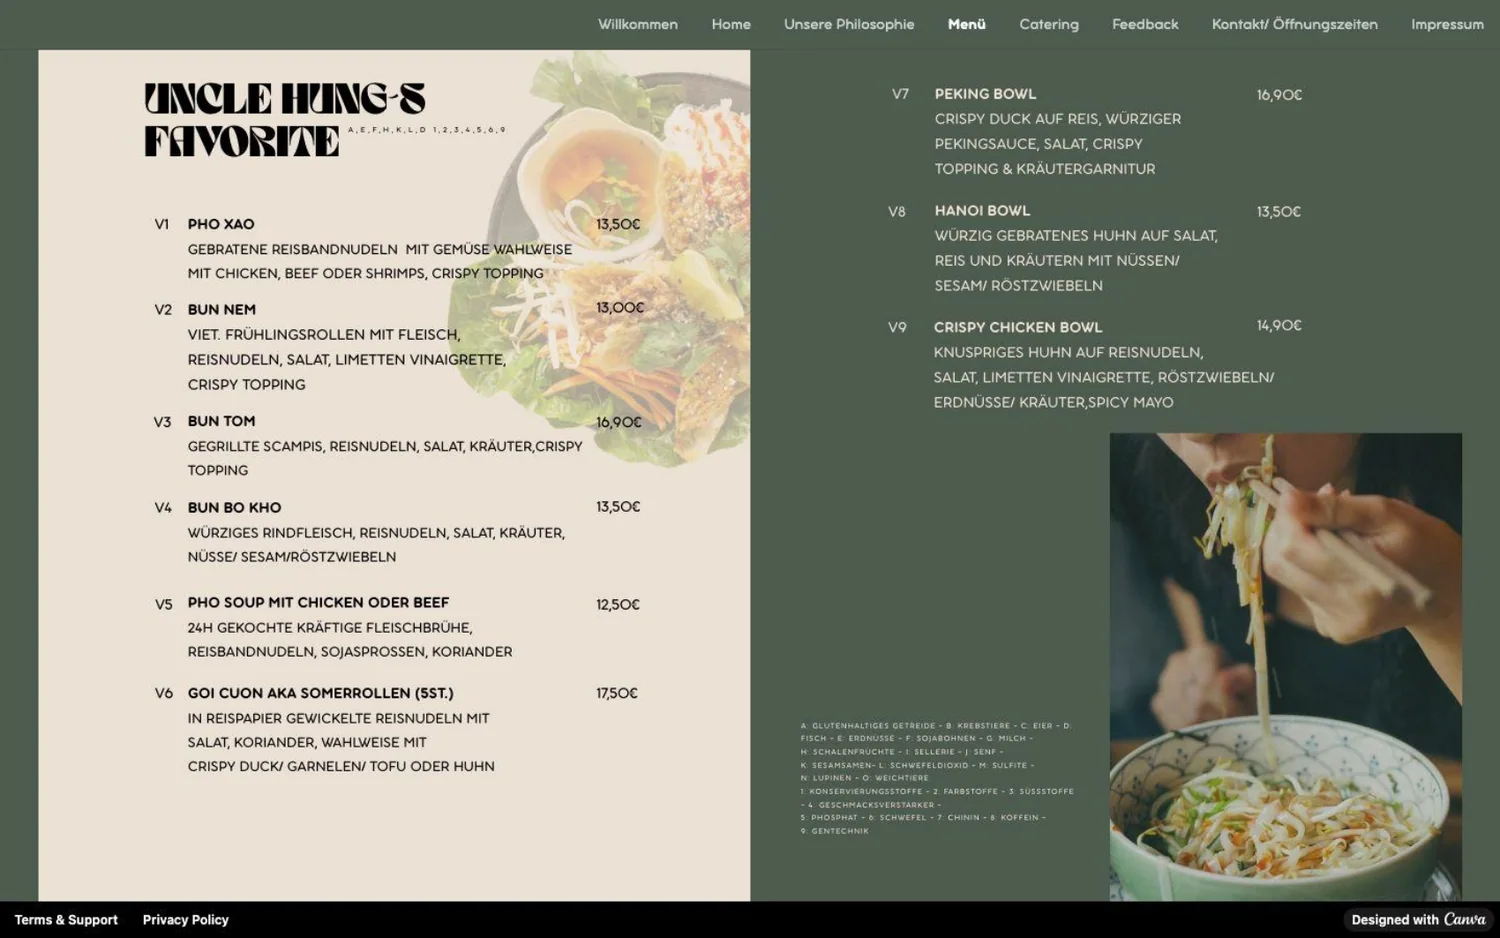 Willkommen Home Unsere Philosophie Menü Catering Feedback Kontakt/ Öffnungszeiten Impressum
UNCLE HUNG-S
FAVORITE A,E,F,H,K,L,D 1,2,3,4,5,6,9
V1 PHO XAO 13,50€
GEBRATENE REISBANDNUDELN MIT GEMÜSE WAHLWEISE
MIT CHICKEN, BEEF ODER SHRIMPS, CRISPY TOPPING
V2 BUN NEM 13,00€
VIET. FRÜHLINGSROLLEN MIT FLEISCH,
REISNUDELN, SALAT, LIMETTEN VINAIGRETTE,
CRISPY TOPPING
V3 BUN TOM 16,90€
GEGRILLTE SCAMPIS, REISNUDELN, SALAT, KRÄUTER,CRISPY
TOPPING
V4 BUN BO KHO 13,50€
WÜRZIGES RINDFLEISCH, REISNUDELN, SALAT, KRÄUTER,
NÜSSE/ SESAM/RÖSTZWIEBELN
V5 PHO SOUP MIT CHICKEN ODER BEEF 12,50€
24H GEKOCHTE KRÄFTIGE FLEISCHBRÜHE,
REISBANDNUDELN, SOJASPROSSEN, KORIANDER
V6 GOI CUON AKA SOMERROLLEN (5ST.) 17,50€
IN REISPAPIER GEWICKELTE REISNUDELN MIT
SALAT, KORIANDER, WAHLWEISE MIT
CRISPY DUCK/ GARNELEN/ TOFU ODER HUHN
V7 PEKING BOWL 16,90€
CRISPY DUCK AUF REIS, WÜRZIGER
PEKINGSAUCE, SALAT, CRISPY
TOPPING & KRÄUTERGARNITUR
V8 HANOI BOWL 13,50€
WÜRZIG GEBRATENES HUHN AUF SALAT,
REIS UND KRÄUTERN MIT NÜSSEN/
SESAM/ RÖSTZWIEBELN
V9 CRISPY CHICKEN BOWL 14,90€
KNUSPRIGES HUHN AUF REISNUDELN,
SALAT, LIMETTEN VINAIGRETTE, RÖSTZWIEBELN/
ERDNÜSSE/ KRÄUTER,SPICY MAYO
A: GLUTENHALTIGES GETREIDE - B: KREBSTIERE - C: EIER - D:
FISCH - E: ERDNÜSSE - F: SOJABOHNEN - G: MILCH -
H: SCHALENFRÜCHTE - I: SELLERIE - J: SENF -
K: SESAMSAMEN- L: SCHWEFELDIOXID - M: SULFITE -
N: LUPINEN - O: WEICHTIERE
1: KONSERVIERUNGSSTOFFE - 2: FARBSTOFFE - 3: SÜSSSTOFFE
- 4: GESCHMACKSVERSTÄRKER -
5: PHOSPHAT - 6: SCHWEFEL - 7: CHININ - 8: KOFFEIN -
9: GENTECHNIK
Terms & Support Privacy Policy Designed with Canva